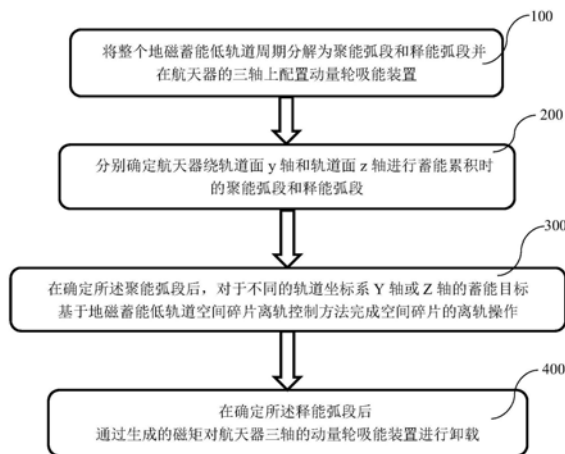 100
将整个地磁蓄能低轨道周期分解为聚能弧段和释能弧段并
在航天器的三轴上配置动量轮吸能装置
200
分别确定航天器绕轨道面 y 轴和轨道面 z 轴进行蓄能累积时
的聚能弧段和释能弧段
300
在确定所述聚能弧段后，对于不同的轨道坐标系 Y 轴或 Z 轴的蓄能目标
基于地磁蓄能低轨道空间碎片离轨控制方法完成空间碎片的离轨操作
400
在确定所述释能弧段后
通过生成的磁矩对航天器三轴的动量轮吸能装置进行卸载